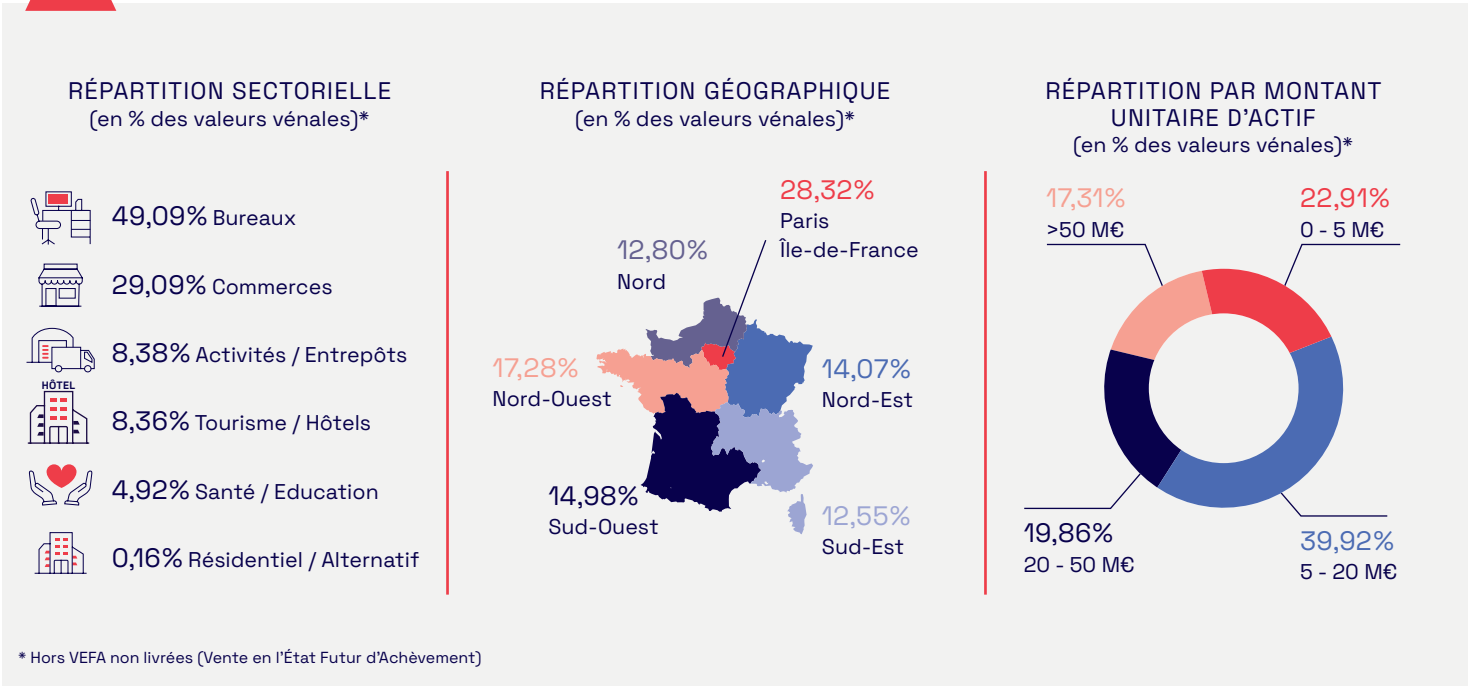 RÉPARTITION SECTORIELLE
(en % des valeurs vénales)*
49,09% Bureaux
29,09% Commerces
8,38% Activités / Entrepôts
HÔTEL
8,36% Tourisme / Hôtels
4,92% Santé / Education
0,16% Résidentiel / Alternatif
RÉPARTITION GÉOGRAPHIQUE
(en % des valeurs vénales)*
28,32%
Paris
Île-de-France
12,80%
Nord
17,28%
Nord-Ouest
14,07%
Nord-Est
14,98%
Sud-Ouest
12,55%
Sud-Est
RÉPARTITION PAR MONTANT
UNITAIRE D'ACTIF
(en % des valeurs vénales)*
17,31%
>50 M€
22,91%
0 - 5 M€
19,86%
20 - 50 M€
39,92%
5 - 20 M€
* Hors VEFA non livrées (Vente en l'État Futur d'Achèvement)